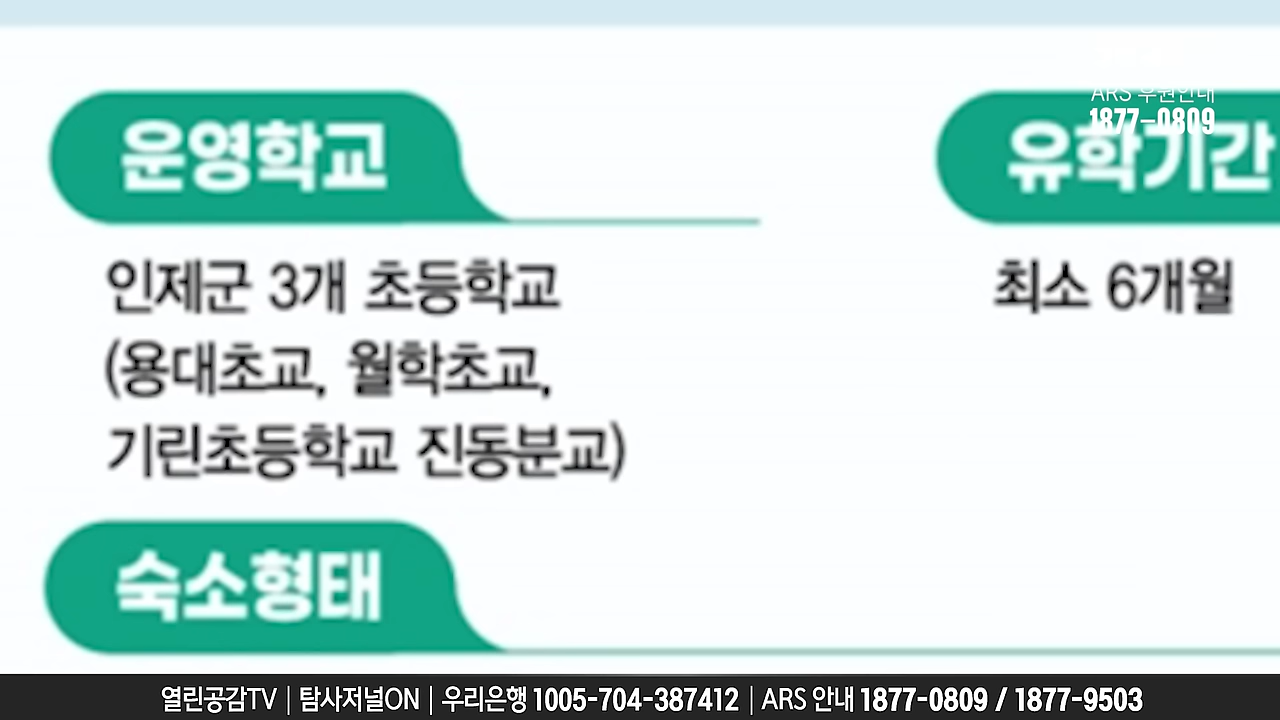 ARS 후원안내
1877-0809
운영학교
유학기간
인제군 3개 초등학교
(용대초교, 월학초교,
기린초등학교 진동분교)
최소 6개월
숙소형태
열린공감TV | 탐사저널ON | 우리은행 1005-704-387412 | ARS 안내 1877-0809 / 1877-9503